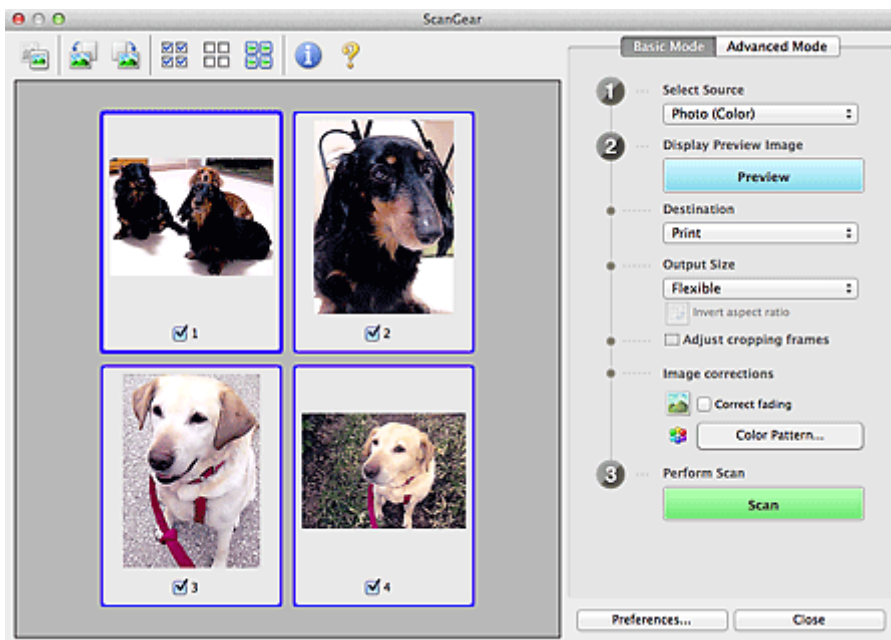 ScanGear
Basic Mode Advanced Mode
1 Select Source
Photo (Color)
2 Display Preview Image
Preview
Destination
Print
Output Size
Flexible
Invert aspect ratio
Adjust cropping frames
Image corrections
Correct fading
Color Pattern...
3 Perform Scan
Scan
1
2
3
4
Preferences... Close